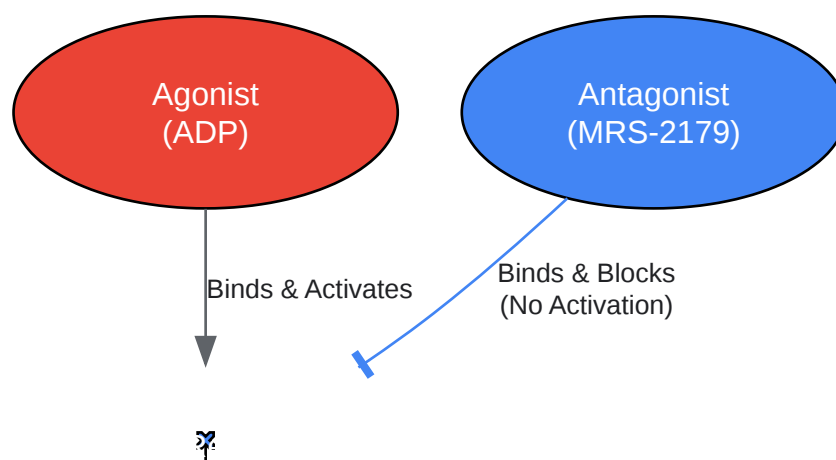 Agonist
(ADP)
Antagonist
(MRS-2179)
Binds & Activates
Binds & Blocks
(No Activation)